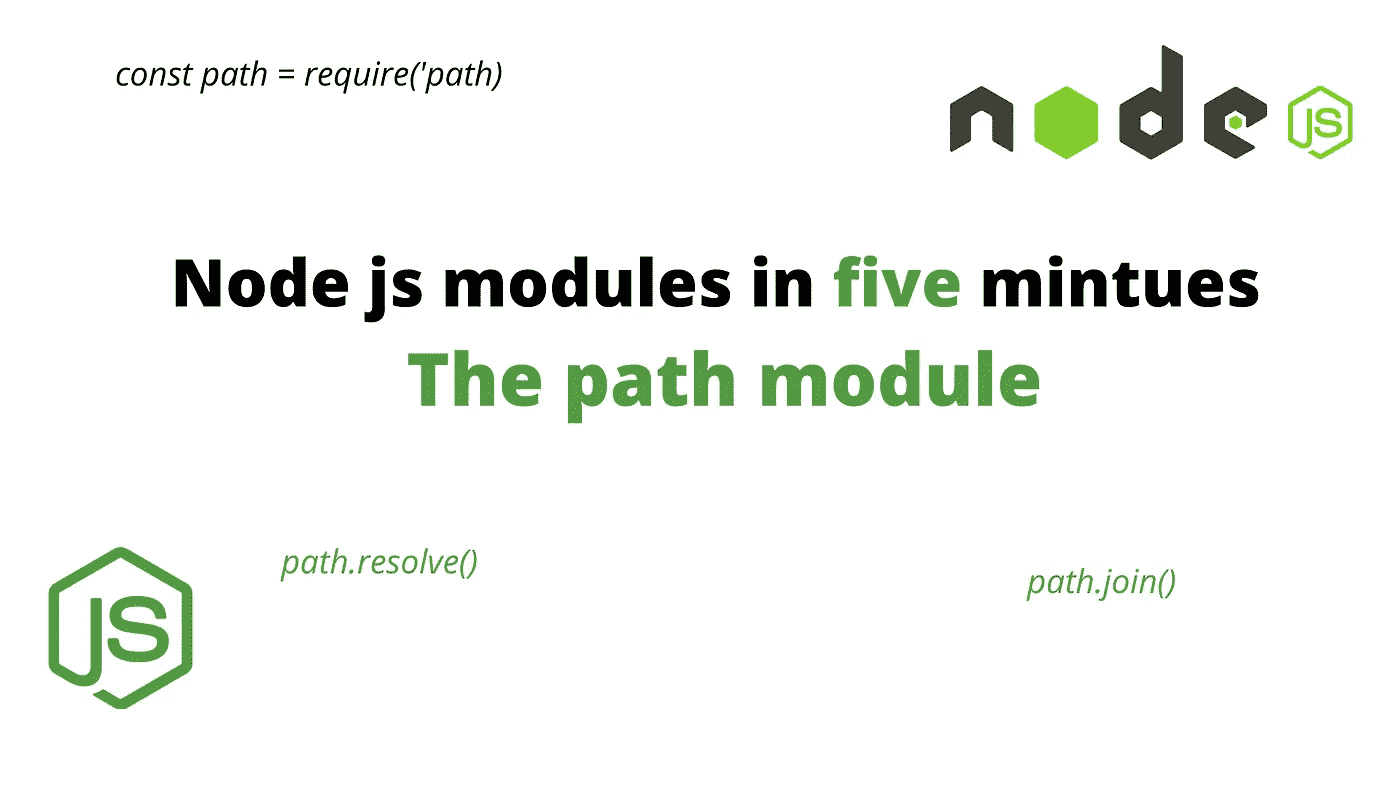 const path = require('path)
node JS
Node js modules in five mintues
The path module
path.resolve()
path.join()
JS